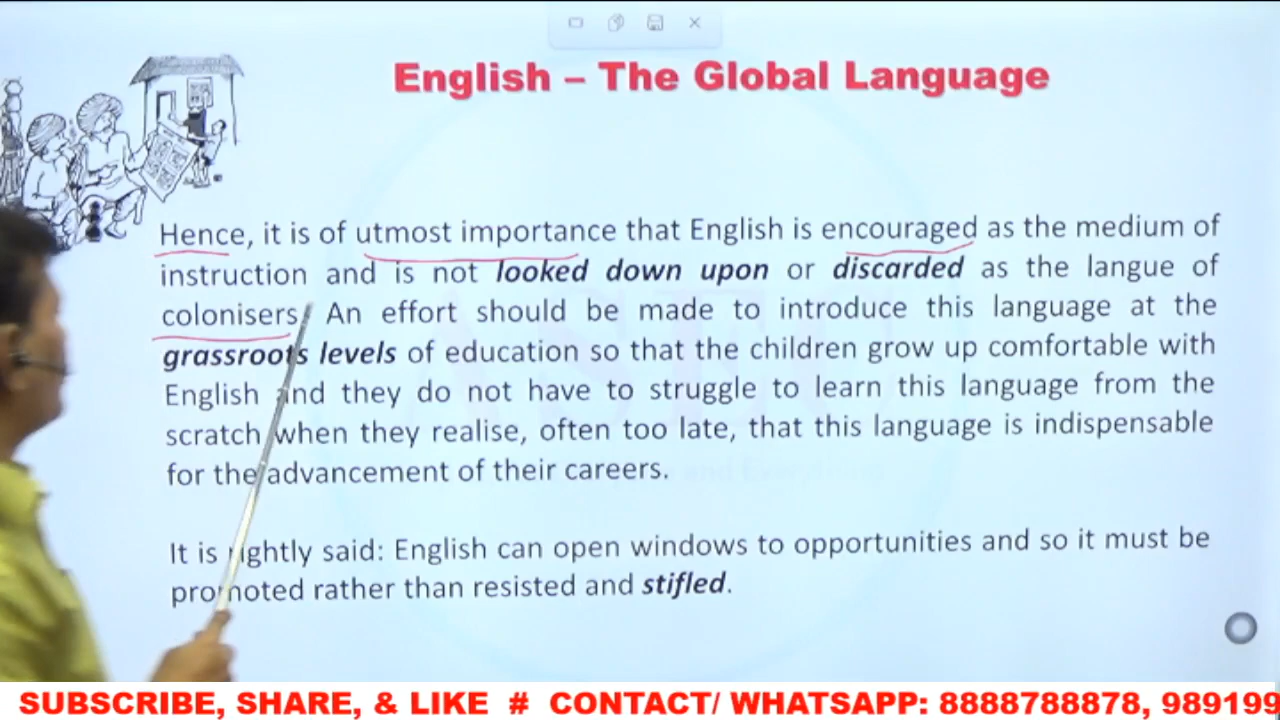 English – The Global Language
Hence, it is of utmost importance that English is encouraged as the medium of
instruction and is not looked down upon or discarded as the langue of
colonisers. An effort should be made to introduce this language at the
grassroots levels of education so that the children grow up comfortable with
English and they do not have to struggle to learn this language from the
scratch when they realise, often too late, that this language is indispensable
for the advancement of their careers.
It is rightly said: English can open windows to opportunities and so it must be
promoted rather than resisted and stifled.
SUBSCRIBE, SHARE, & LIKE # CONTACT/ WHATSAPP: 8888788878, 989199